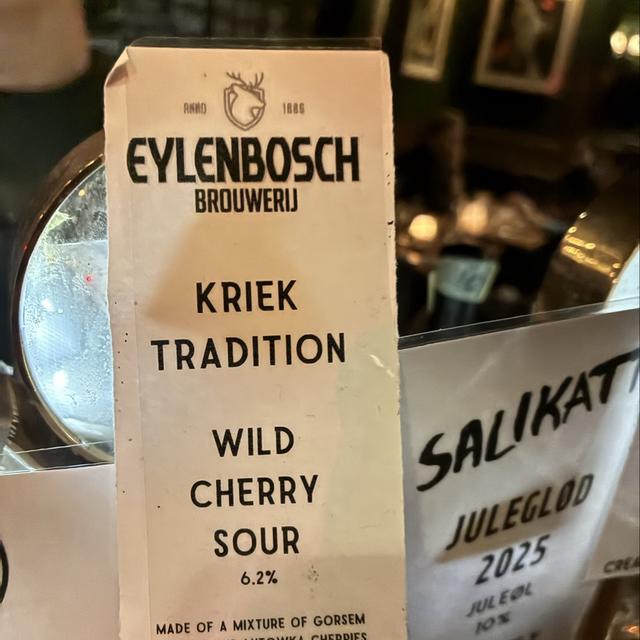 ANNO 1886
EYLENBOSCH
BROUWERIJ
KRIEK
TRADITION
WILD
CHERRY
SOUR
6.2%
MADE OF A MIXTURE OF GORSEM
CHERRIES
SALIKATT
JULEGLØD
2025
JULEØL
10%